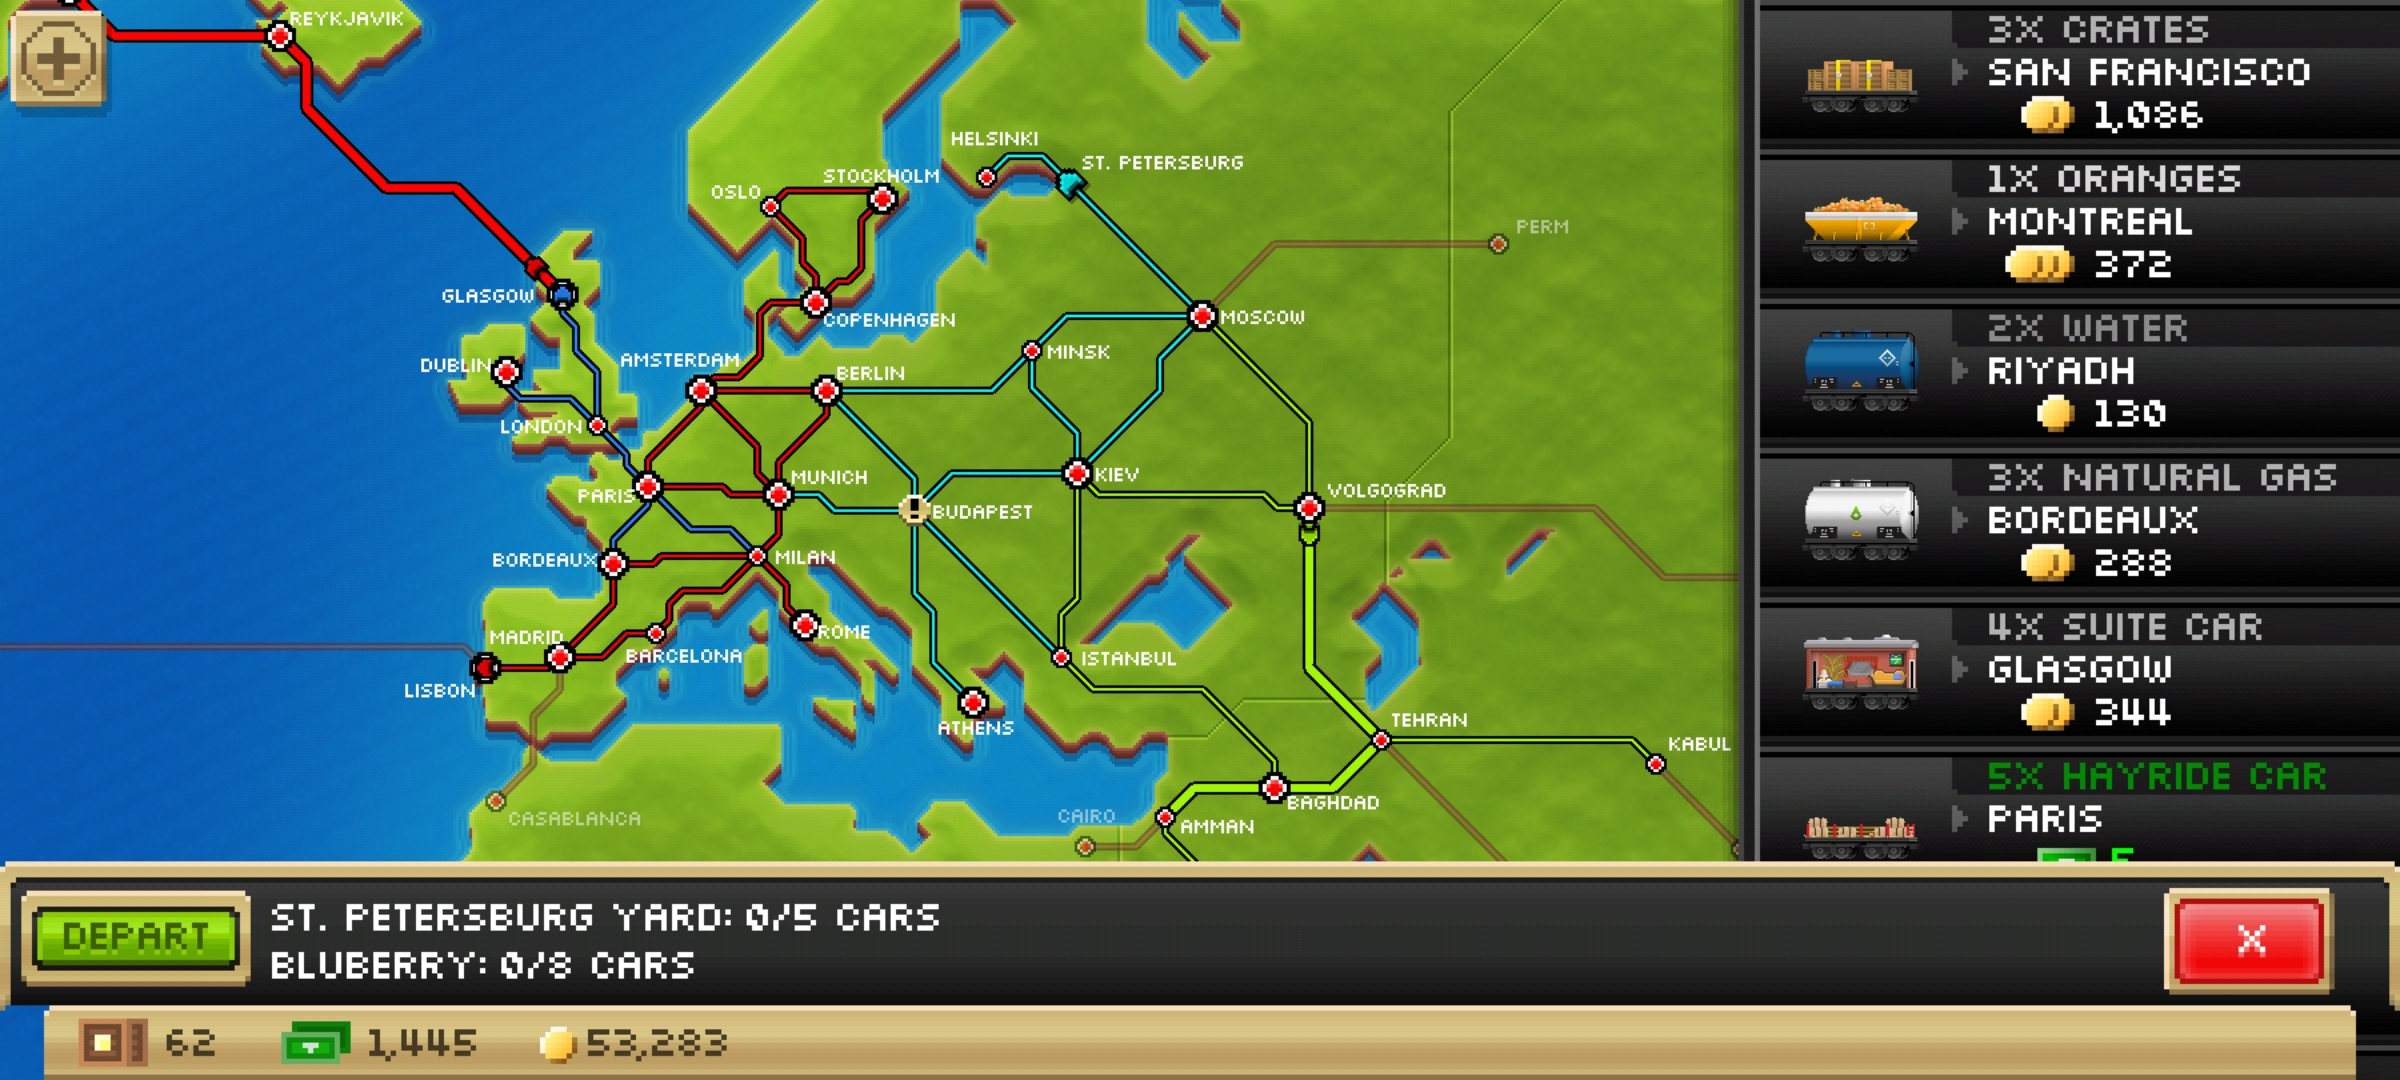 REYKJAVIK
HELSINKI
ST. PETERSBURG
STOCKHOLM
OSLO
PERM
GLASGOW
COPENHAGEN
MOSCOW
DUBLIN
AMSTERDAM
BERLIN
MINSK
LONDON
MUNICH
KIEV
PARIS
VOLGOGRAD
BUDAPEST
BORDEAUX
MILAN
MADRID
ROME
BARCELONA
ISTANBUL
LISBON
ATHENS
TEHRAN
KABUL
BAGHDAD
CASABLANCA
CAIRO
AMMAN
3X CRATES
SAN FRANCISCO
1,086
1X ORANGES
MONTREAL
372
2X WATER
RIYADH
130
3X NATURAL GAS
BORDEAUX
288
4X SUITE CAR
GLASGOW
344
5X HAYRIDE CAR
PARIS
DEPART
ST. PETERSBURG YARD: 0/5 CARS
BLUBERRY: 0/8 CARS
X
62
1,445
53,283